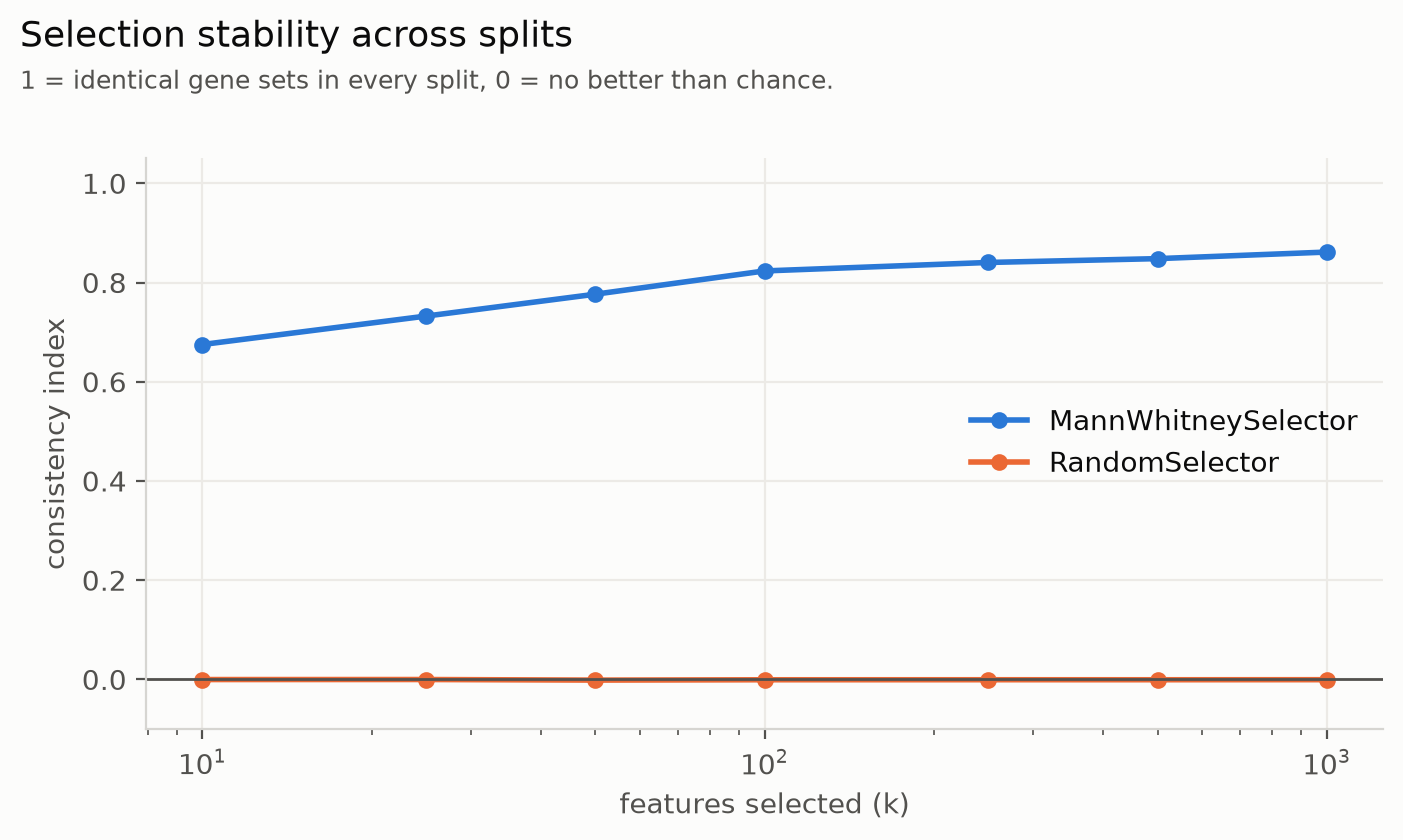 Selection stability across splits
1 = identical gene sets in every split, 0 = no better than chance.
1.0
0.8
0.6
0.4
0.2
0.0
consistency index
MannWhitneySelector
RandomSelector
10¹ 10² 10³
features selected (k)